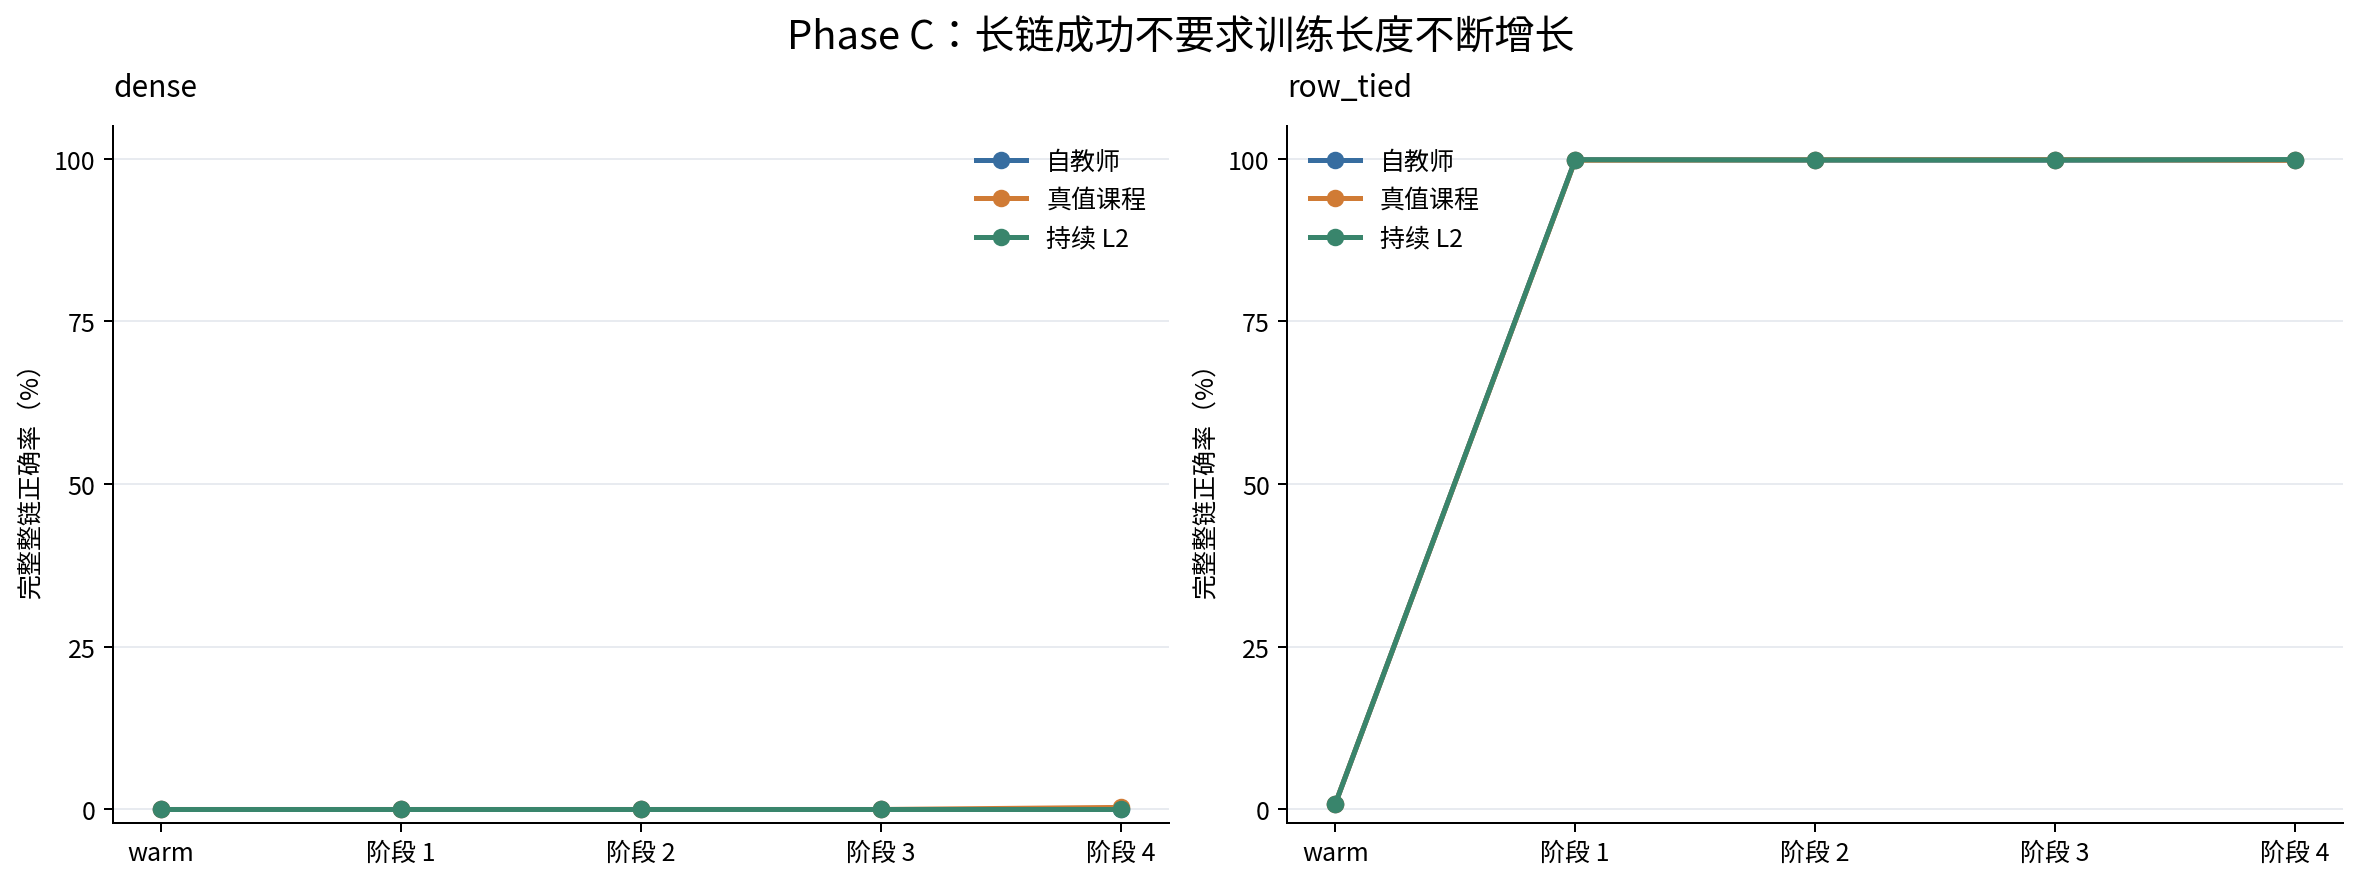 Phase C：长链成功不要求训练长度不断增长
dense
完整整链正确率（%）
100
75
50
25
0
自教师
真值课程
持续 L2
warm
阶段 1
阶段 2
阶段 3
阶段 4
row_tied
完整整链正确率（%）
100
75
50
25
0
自教师
真值课程
持续 L2
warm
阶段 1
阶段 2
阶段 3
阶段 4